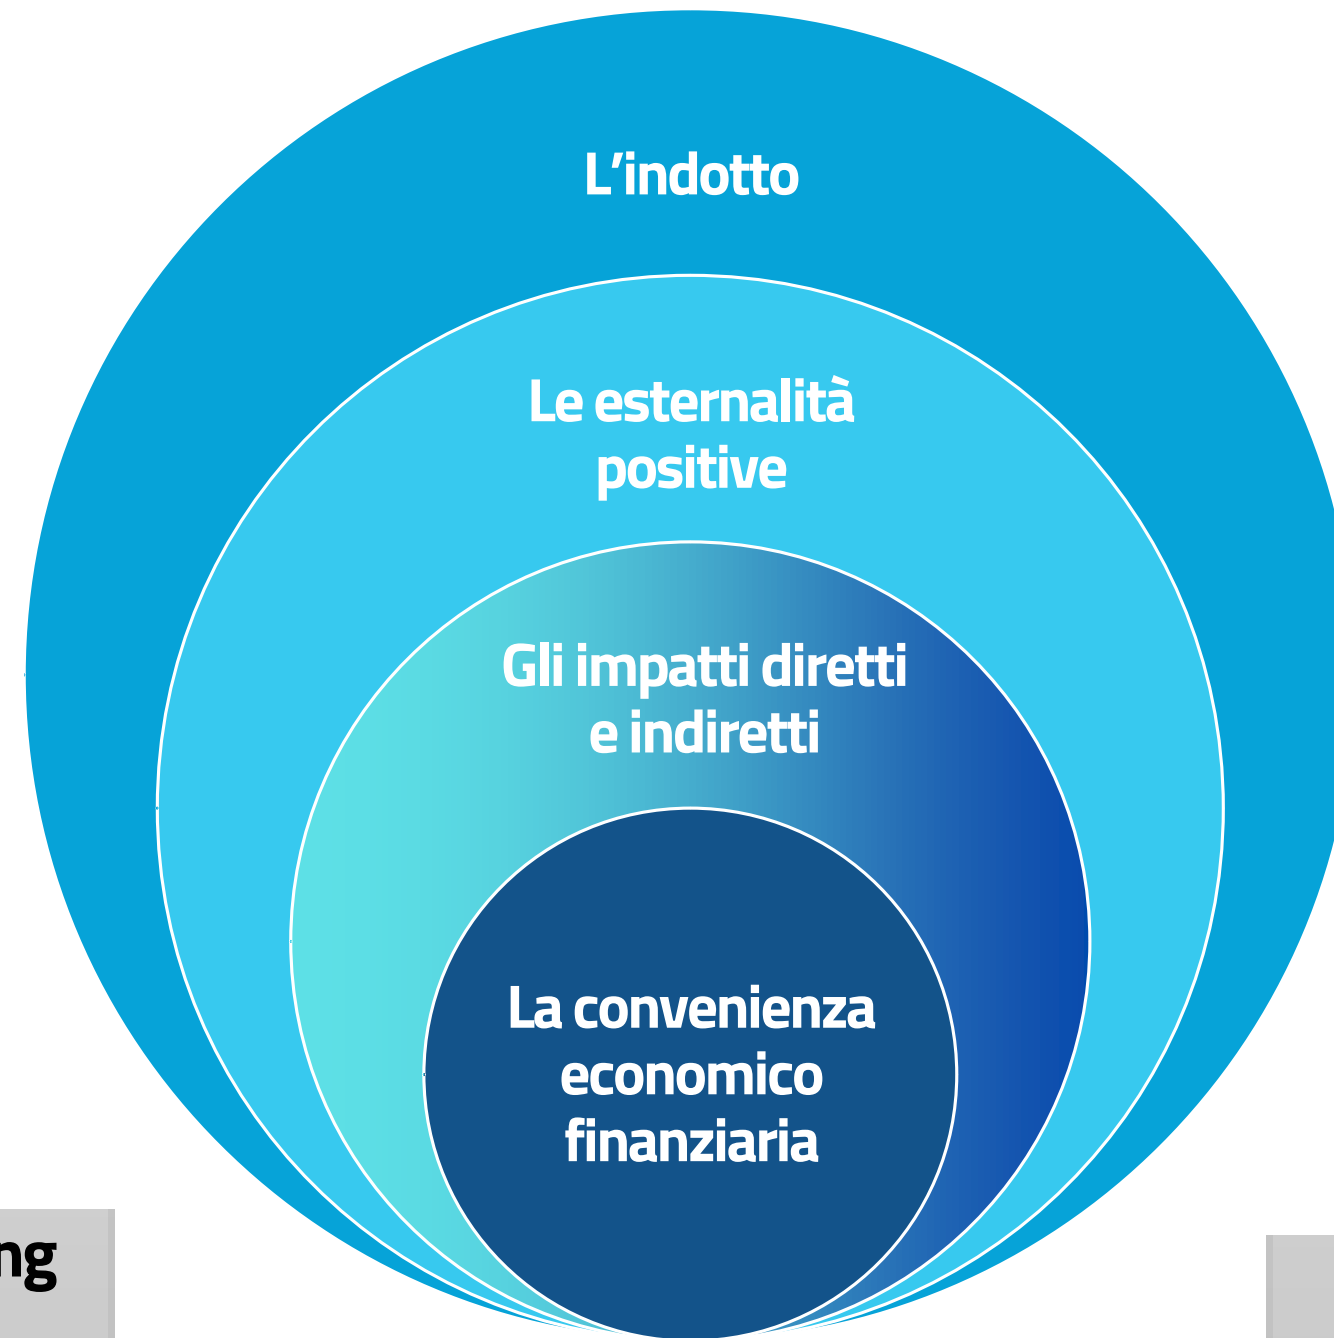 L’indotto
Le esternalità
positive
Gli impatti diretti
e indiretti
La convenienza
economico
finanziaria
ng